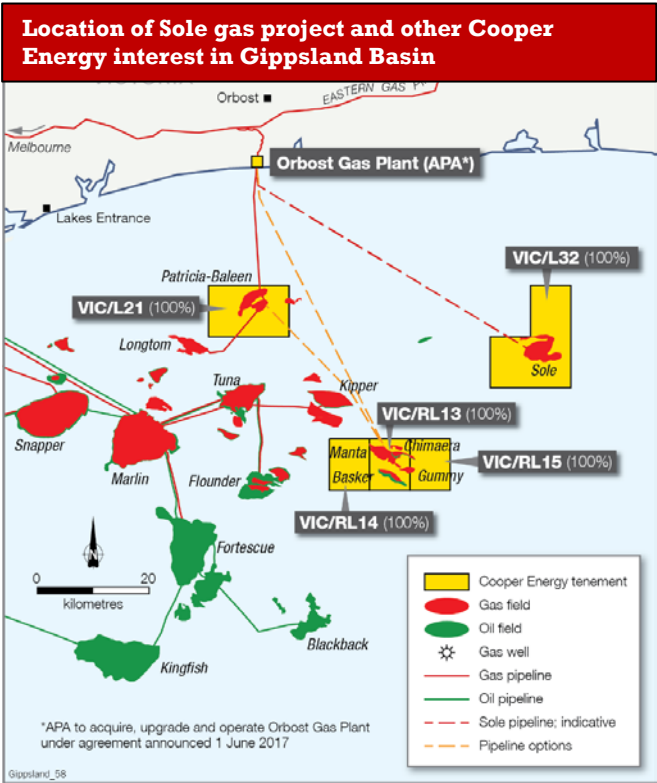 Location of Sole gas project and other Cooper
Energy interest in Gippsland Basin
Orbost
EASTERN GAS
Melbourne
Orbost Gas Plant (APA*)
Lakes Entrance
VIC/L32 (100%)
Patricia-Baleen
VIC/L21 (100%)
Longtom
Sole
Tuna
Kipper
VIC/RL13 (100%)
Snapper
Marlin
Manta
Chimaera
VIC/RL15 (100%)
Flounder
Basker
Gummy
VIC/RL14 (100%)
N
Fortescue
0 20
kilometres
Blackback
Kingfish
Cooper Energy tenement
Gas field
Oil field
Gas well
Gas pipeline
Oil pipeline
Sole pipeline; indicative
Pipeline options
*APA to acquire, upgrade and operate Orbost Gas Plant
under agreement announced 1 June 2017
Gippsland_58